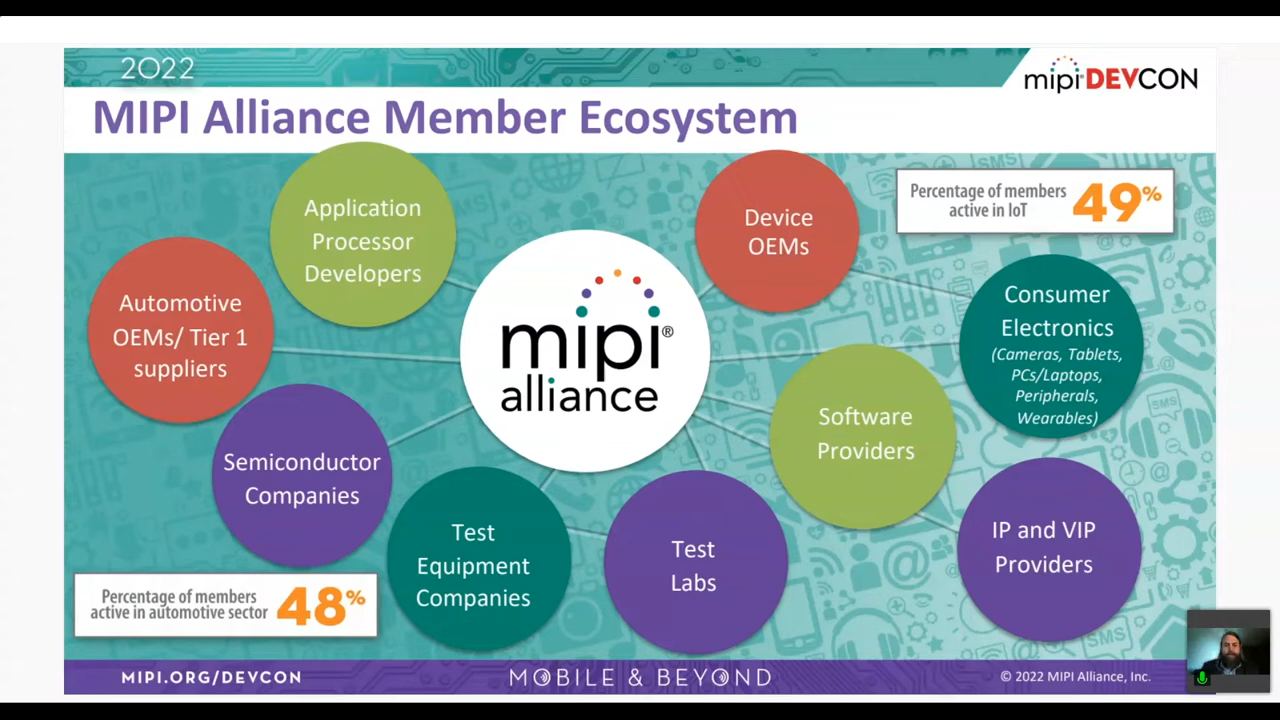 2022
mipi DEVCON
MIPI Alliance Member Ecosystem
Application
Processor
Developers
Device
OEMs
Percentage of members
active in IoT
49%
Automotive
OEMs/ Tier 1
suppliers
mipi®
alliance
Consumer
Electronics
(Cameras, Tablets,
PCs/Laptops,
Peripherals,
Wearables)
Software
Providers
Semiconductor
Companies
Test
Equipment
Companies
Test
Labs
IP and VIP
Providers
Percentage of members
active in automotive sector
48%
SMS
SMS
SMS
MIPI.ORG/DEVCON
MOBILE & BEYOND
© 2022 MIPI Alliance, Inc.